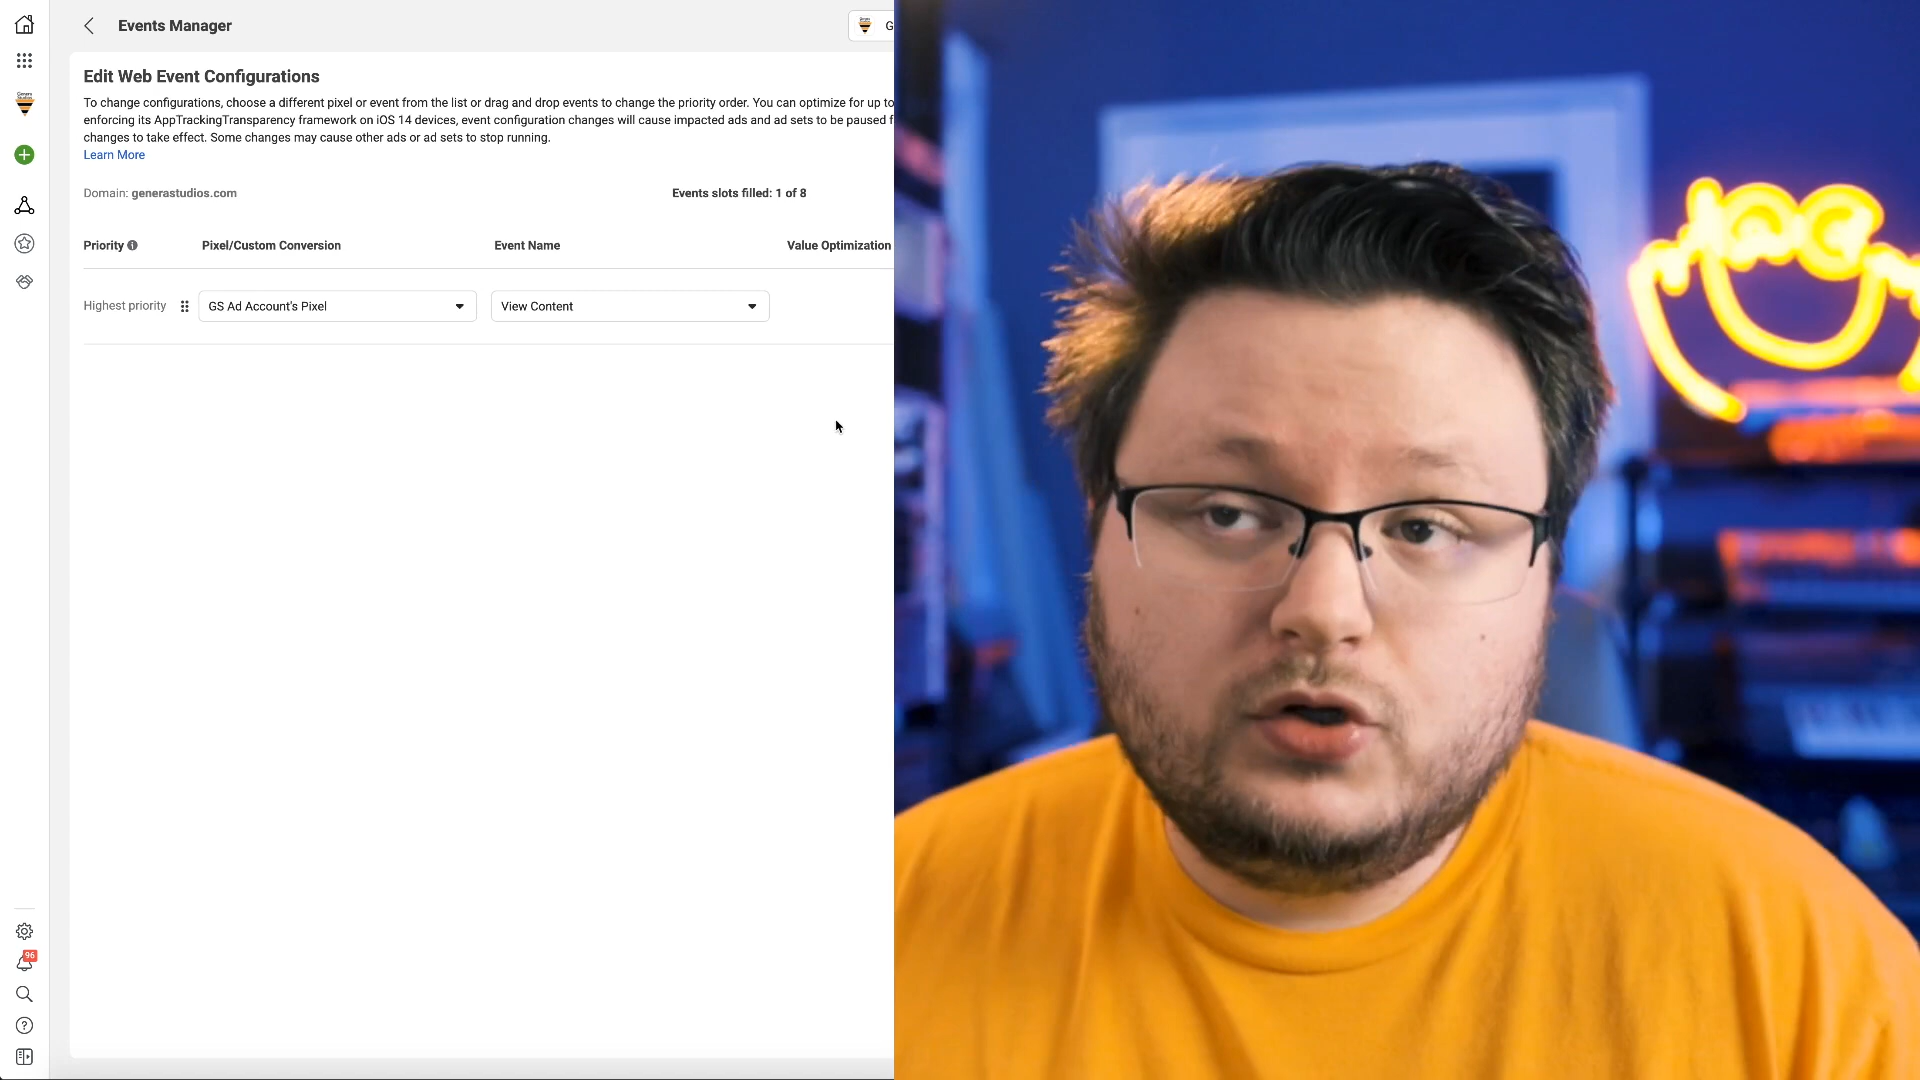 Events Manager
G
Edit Web Event Configurations
To change configurations, choose a different pixel or event from the list or drag and drop events to change the priority order. You can optimize for up to
enforcing its AppTrackingTransparency framework on iOS 14 devices, event configuration changes will cause impacted ads and ad sets to be paused f
changes to take effect. Some changes may cause other ads or ad sets to stop running.
Learn More
Domain: generastudios.com
Events slots filled: 1 of 8
Priority
Pixel/Custom Conversion
Event Name
Value Optimization
Highest priority
GS Ad Account's Pixel
View Content
96